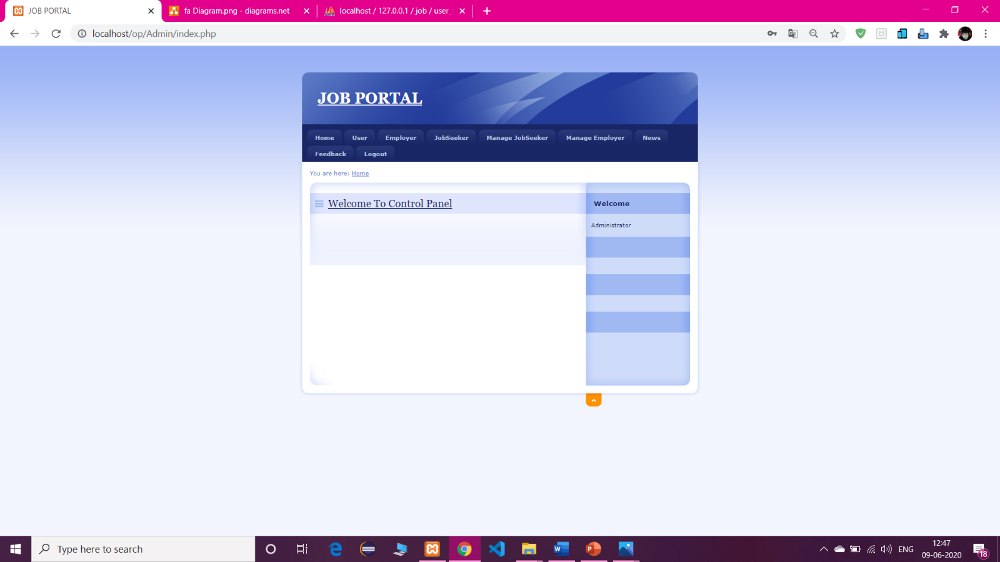 JOB PORTAL
fa Diagram.png - diagrams.net
localhost / 127.0.0.1 / job / user_
localhost/op/Admin/index.php
JOB PORTAL
Home User Employer JobSeeker Manage JobSeeker Manage Employer News
Feedback Logout
You are here: Home
Welcome To Control Panel
Welcome
Administrator
Type here to search
ENG
12:47
09-06-2020
18